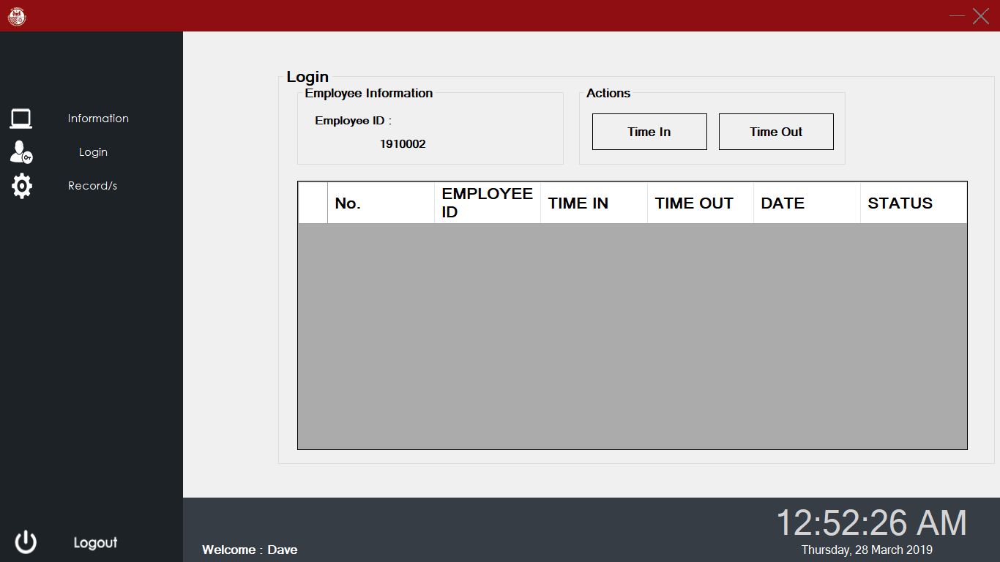 Information
Login
Record/s
Logout
Login
Employee Information
Employee ID :
1910002
Actions
Time In
Time Out
No.
EMPLOYEE
ID
TIME IN
TIME OUT
DATE
STATUS
Welcome : Dave
12:52:26 AM
Thursday, 28 March 2019